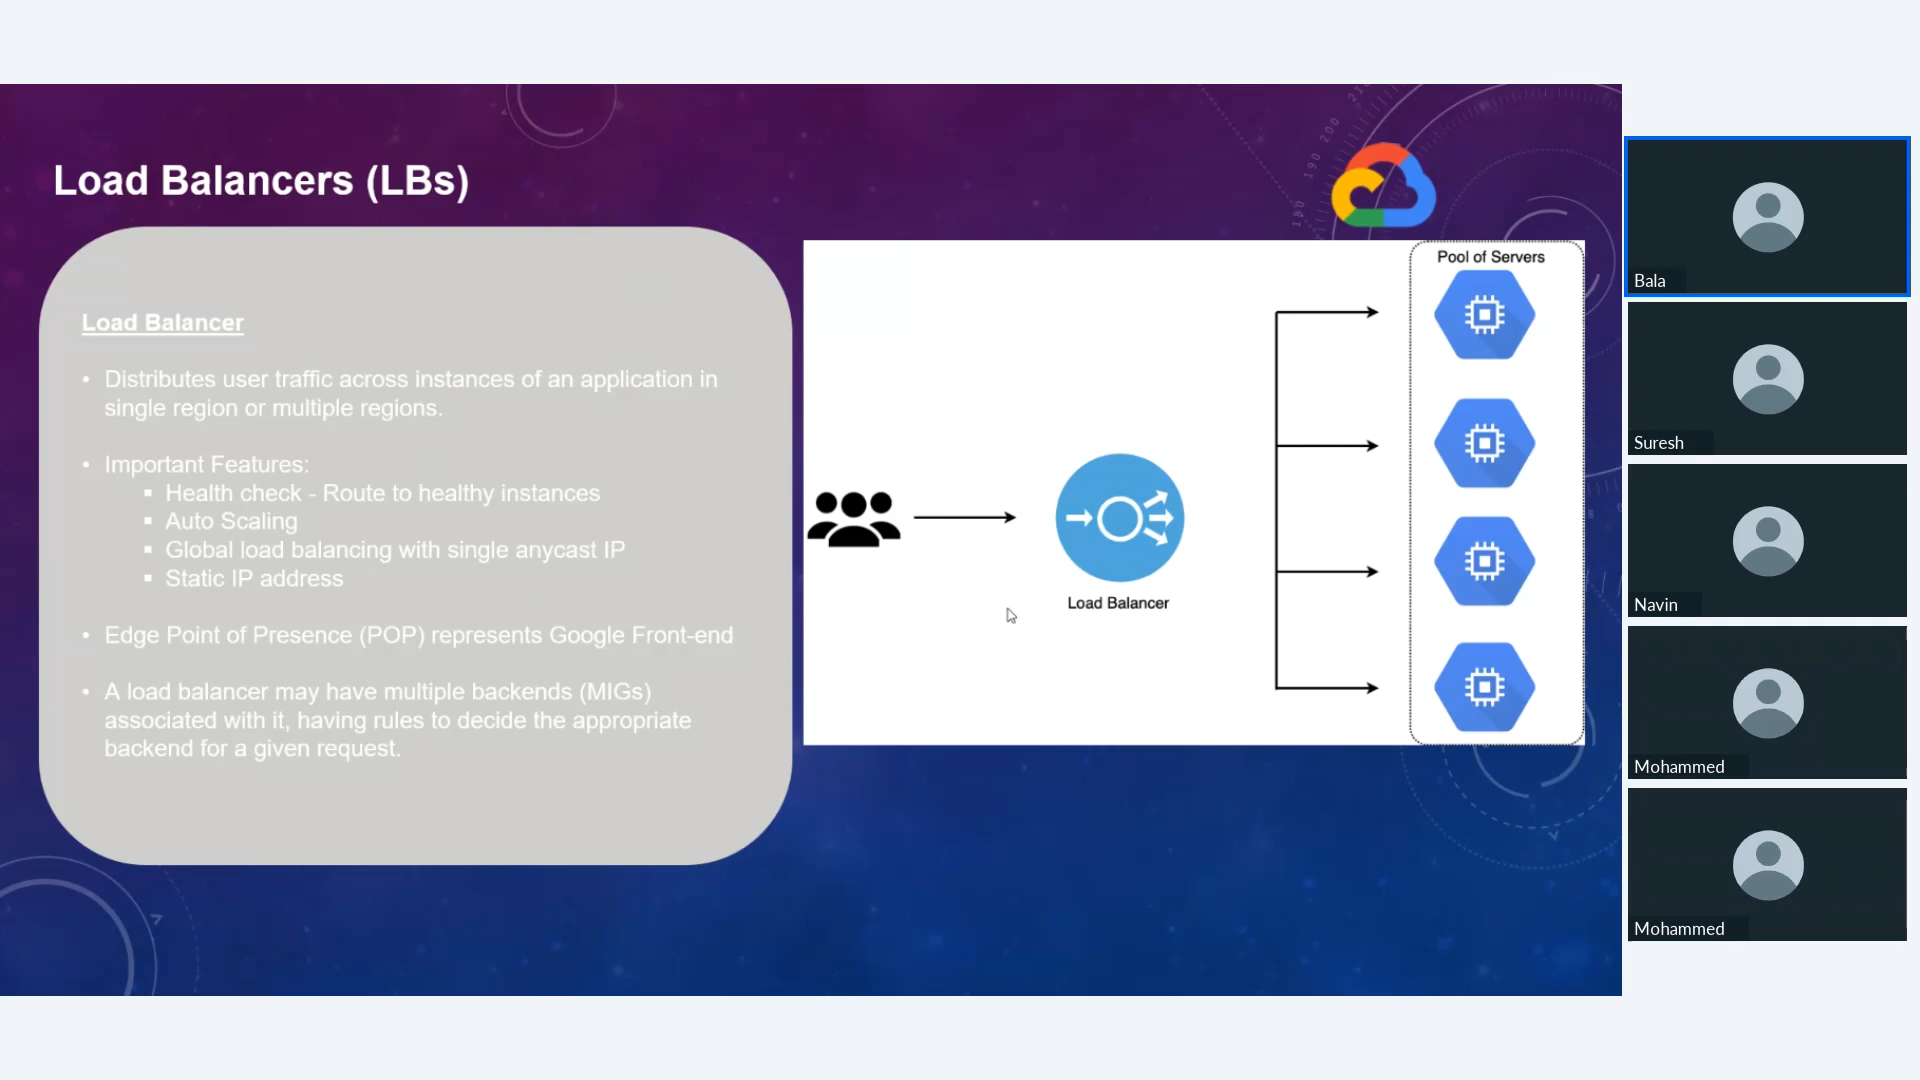 Load Balancers (LBs)
Load Balancer
• Distributes user traffic across instances of an application in
single region or multiple regions.
• Important Features:
▪ Health check - Route to healthy instances
▪ Auto Scaling
▪ Global load balancing with single anycast IP
▪ Static IP address
• Edge Point of Presence (POP) represents Google Front-end
• A load balancer may have multiple backends (MIGs)
associated with it, having rules to decide the appropriate
backend for a given request.
Pool of Servers
Load Balancer
180 190 200 210
Bala
Suresh
Navin
Mohammed
Mohammed